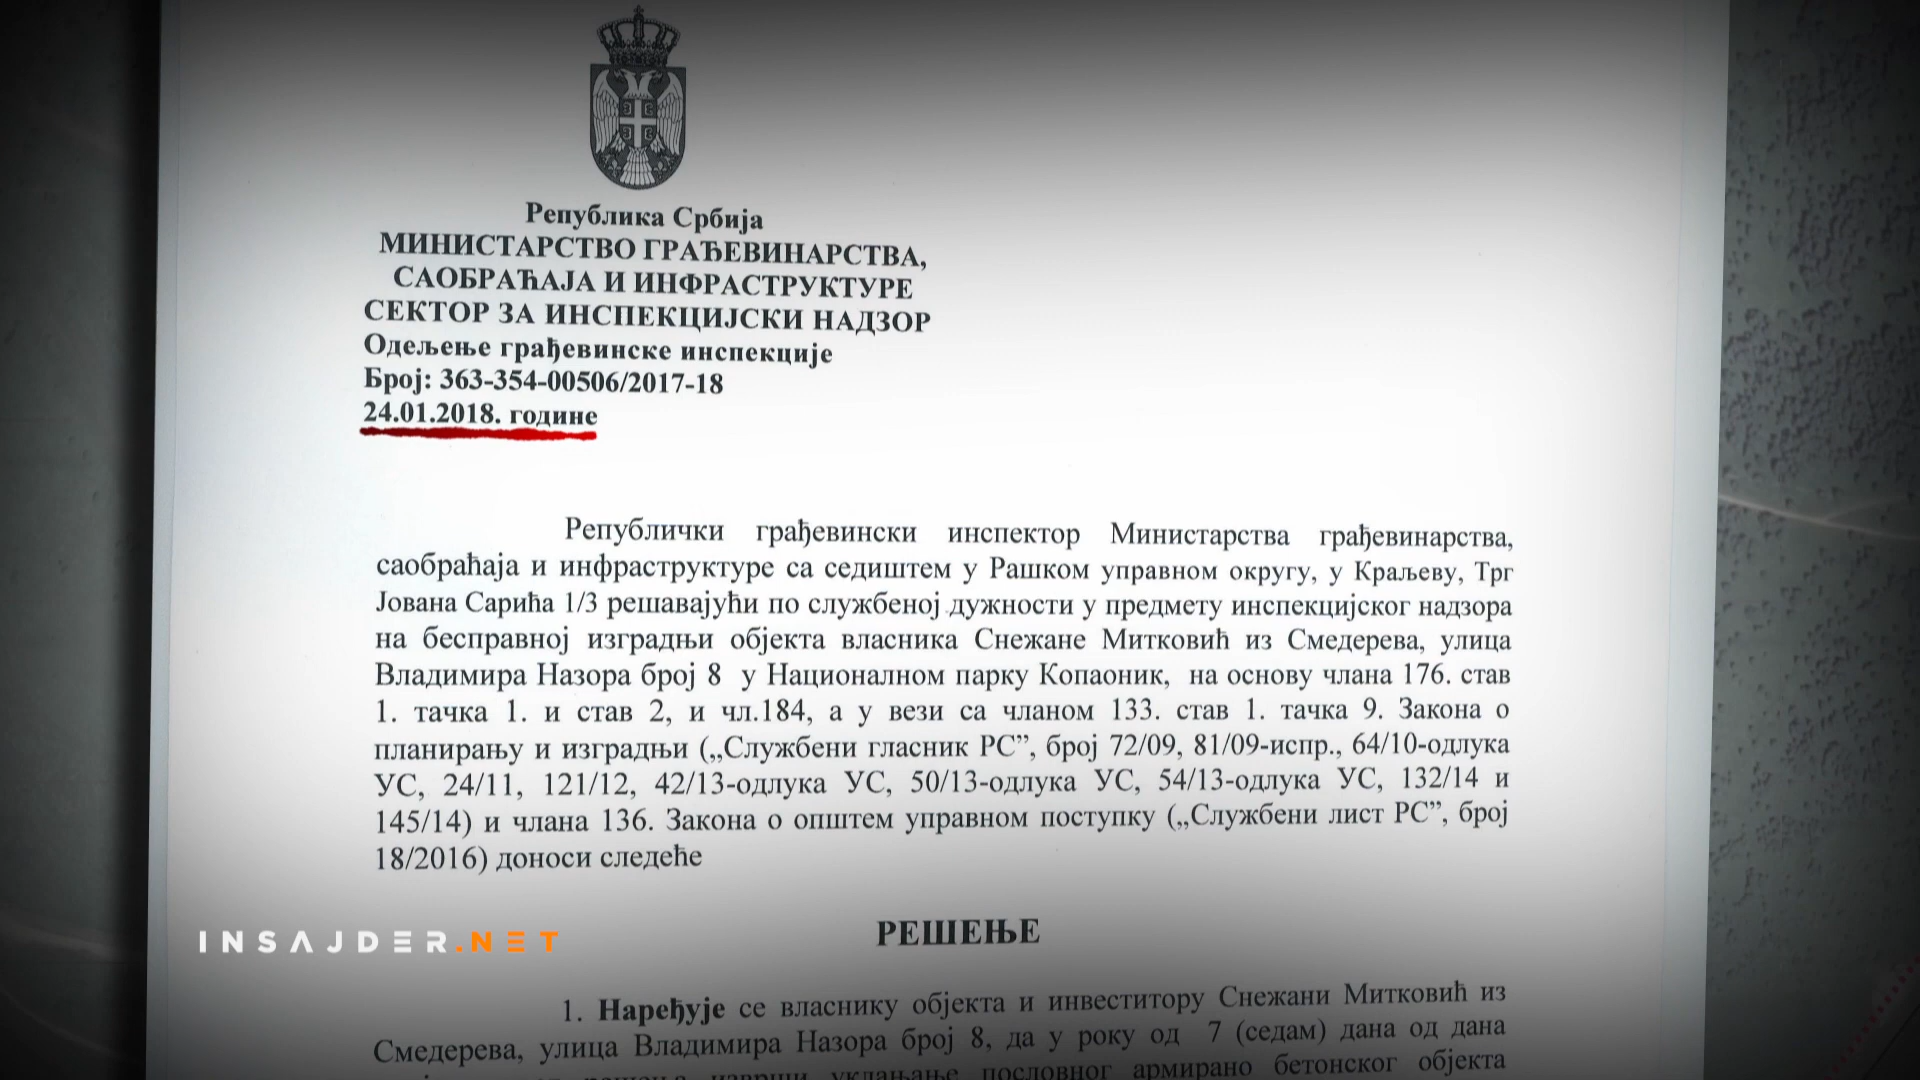 Република Србија
МИНИСТАРСТВО ГРАЂЕВИНАРСТВА,
САОБРАЋАЈА И ИНФРАСТРУКТУРЕ
СЕКТОР ЗА ИНСПЕКЦИЈСКИ НАДЗОР
Одељење грађевинске инспекције
Број: 363-354-00506/2017-18
24.01.2018. године
Републички грађевински инспектор Министарства грађевинарства,
саобраћаја и инфраструктуре са седиштем у Рашком управном округу, у Краљеву, Трг
Јована Сарића 1/3 решавајући по службеној дужности у предмету инспекцијског надзора
на бесправној изградњи објекта власника Снежане Митковић из Смедерева, улица
Владимира Назора број 8 у Националном парку Копаоник, на основу члана 176. став
1. тачка 1. и став 2, и чл.184, а у вези са чланом 133. став 1. тачка 9. Закона о
планирању и изградњи („Службени гласник РС”, број 72/09, 81/09-испр., 64/10-одлука
УС, 24/11, 121/12, 42/13-одлука УС, 50/13-одлука УС, 54/13-одлука УС, 132/14 и
145/14) и члана 136. Закона о општем управном поступку („Службени лист РС”, број
18/2016) доноси следеће
INSAJDER.NET
РЕШЕЊЕ
1. Наређује се власнику објекта и инвеститору Снежани Митковић из
Смедерева, улица Владимира Назора број 8, да у року од 7 (седам) дана од дана
решења изврши уклањање пословног армирано бетонског објекта